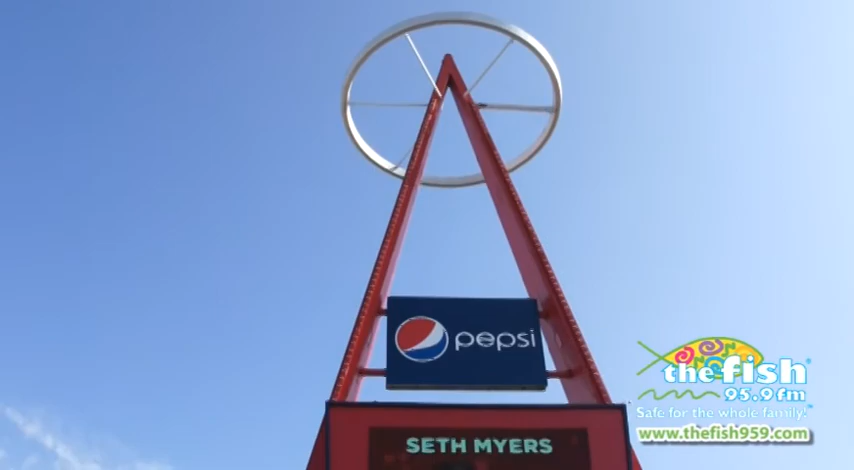 pepsi
SETH MYERS
the fish
95.9 fm
Safe for the whole family!
www.thefish959.com